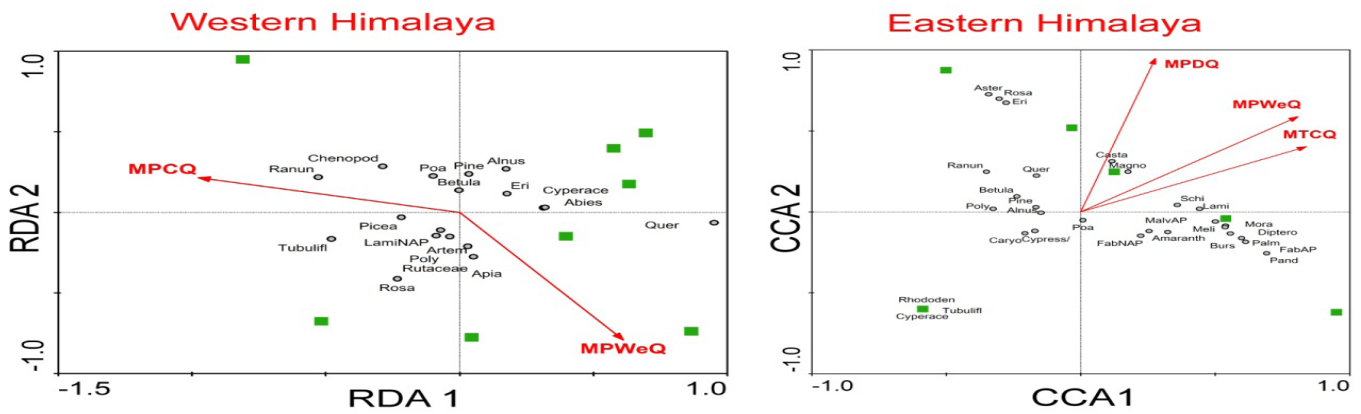 Western Himalaya
1.0
RDA 2
-1.0
MPCQ
Ranun
Chenopod
Poa
Pine
Alnus
Betula
Eri
Cyperace
Abies
Quer
Picea
Tubulifl
LamiNAP
Artem
Poly
Rutaceae
Apia
Rosa
MPWeQ
-1.5
RDA 1
1.0
Eastern Himalaya
1.0
CCA 2
-1.0
MPDQ
MPWeQ
MTCQ
Aster
Rosa
Eri
Casta
Magno
Ranun
Quer
Betula
Pine
Poly
Alnus
Schi
Lami
Caryo
Cypress/
Poa
MalvAP
Meli
Mora
Diptero
FabNAP
Amaranth
Burs
Palm
FabAP
Pand
Rhododen
Tubulifl
Cyperace
-1.0
CCA1
1.0